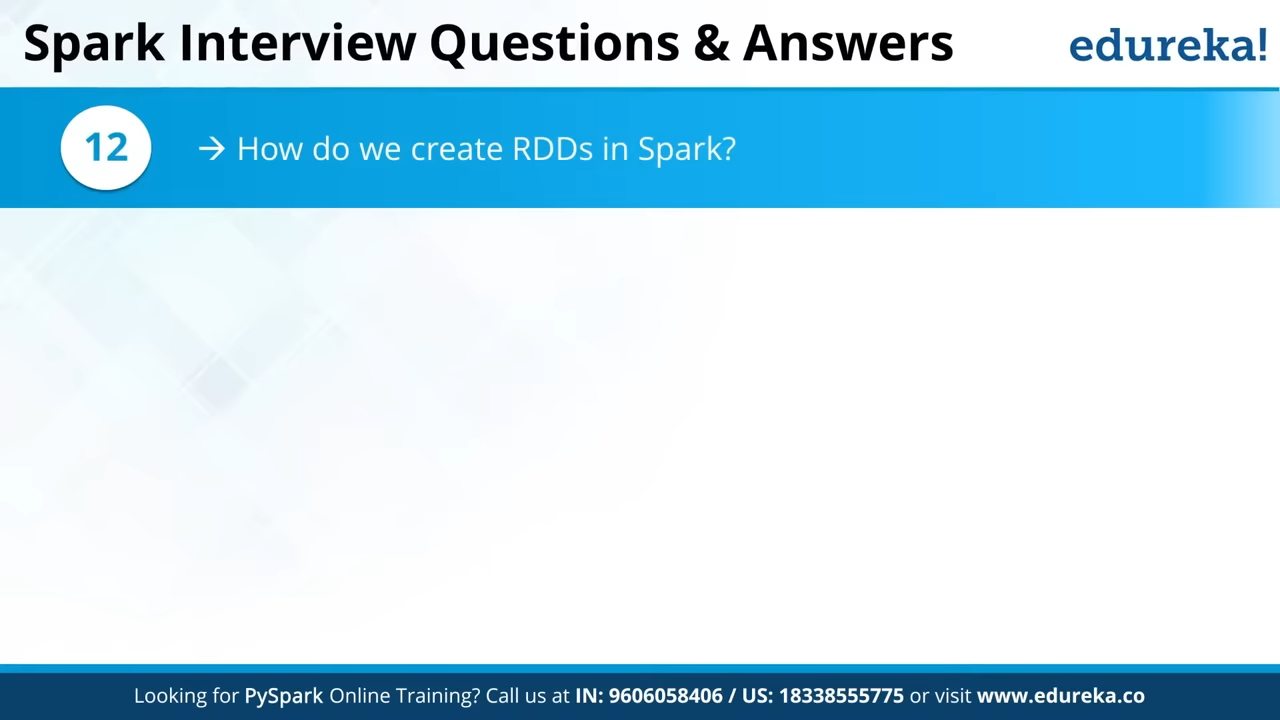 Spark Interview Questions & Answers
edureka!
12
→ How do we create RDDs in Spark?
Looking for PySpark Online Training? Call us at IN: 9606058406 / US: 18338555775 or visit www.edureka.co